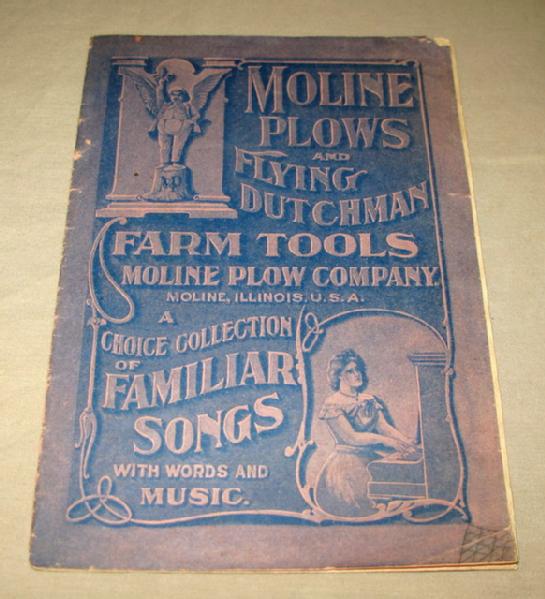 MOLINE
PLOWS
AND
FLYING
DUTCHMAN
FARM TOOLS
MOLINE PLOW COMPANY.
MOLINE, ILLINOIS. U.S.A.
A
CHOICE COLLECTION
OF
FAMILIAR
SONGS
WITH WORDS AND
MUSIC.